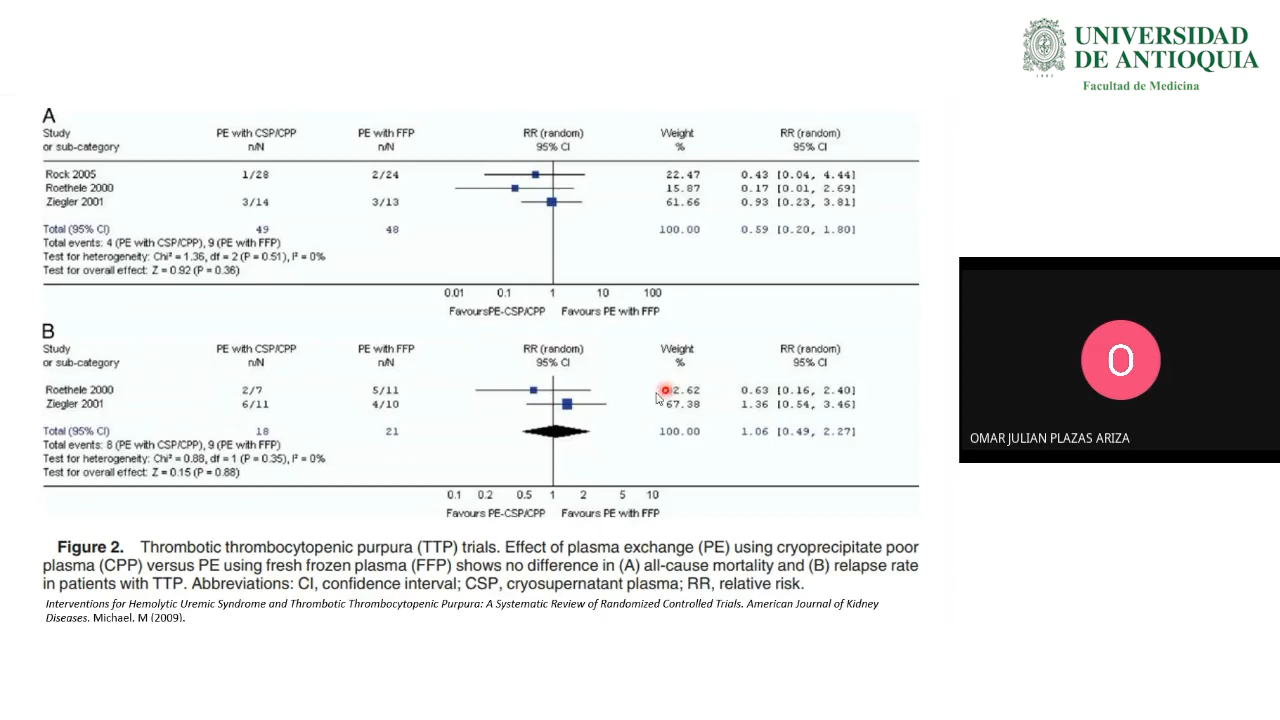 UNIVERSIDAD
DE ANTIOQUIA
Facultad de Medicina
A
Study PE with CSP/CPP PE with FFP RR (random) Weight RR (random)
or sub-category n/N n/N 95% CI % 95% CI
Rock 2005 1/28 2/24 22.47 0.43 [0.04, 4.44]
Roethele 2000 15.87 0.17 [0.01, 2.69]
Ziegler 2001 3/14 3/13 61.66 0.93 [0.23, 3.81]
Total (95% CI) 49 48 100.00 0.59 [0.20, 1.80]
Total events: 4 (PE with CSP/CPP), 9 (PE with FFP)
Test for heterogeneity: Chi² = 1.36, df = 2 (P = 0.51), I² = 0%
Test for overall effect: Z = 0.92 (P = 0.36)
0.01 0.1 1 10 100
FavoursPE-CSP/CPP Favours PE with FFP
B
Study PE with CSP/CPP PE with FFP RR (random) Weight RR (random)
or sub-category n/N n/N 95% CI % 95% CI
Roethele 2000 2/7 5/11 2.62 0.63 [0.16, 2.40]
Ziegler 2001 6/11 4/10 67.38 1.36 [0.54, 3.46]
Total (95% CI) 18 21 100.00 1.06 [0.49, 2.27]
Total events: 8 (PE with CSP/CPP), 9 (PE with FFP)
Test for heterogeneity: Chi² = 0.88, df = 1 (P = 0.35), I² = 0%
Test for overall effect: Z = 0.15 (P = 0.88)
0.1 0.2 0.5 1 2 5 10
Favours PE-CSP/CPP Favours PE with FFP
Figure 2. Thrombotic thrombocytopenic purpura (TTP) trials. Effect of plasma exchange (PE) using cryoprecipitate poor
plasma (CPP) versus PE using fresh frozen plasma (FFP) shows no difference in (A) all-cause mortality and (B) relapse rate
in patients with TTP. Abbreviations: CI, confidence interval; CSP, cryosupernatant plasma; RR, relative risk.
Interventions for Hemolytic Uremic Syndrome and Thrombotic Thrombocytopenic Purpura: A Systematic Review of Randomized Controlled Trials. American Journal of Kidney
Diseases. Michael. M (2009).
O
OMAR JULIAN PLAZAS ARIZA